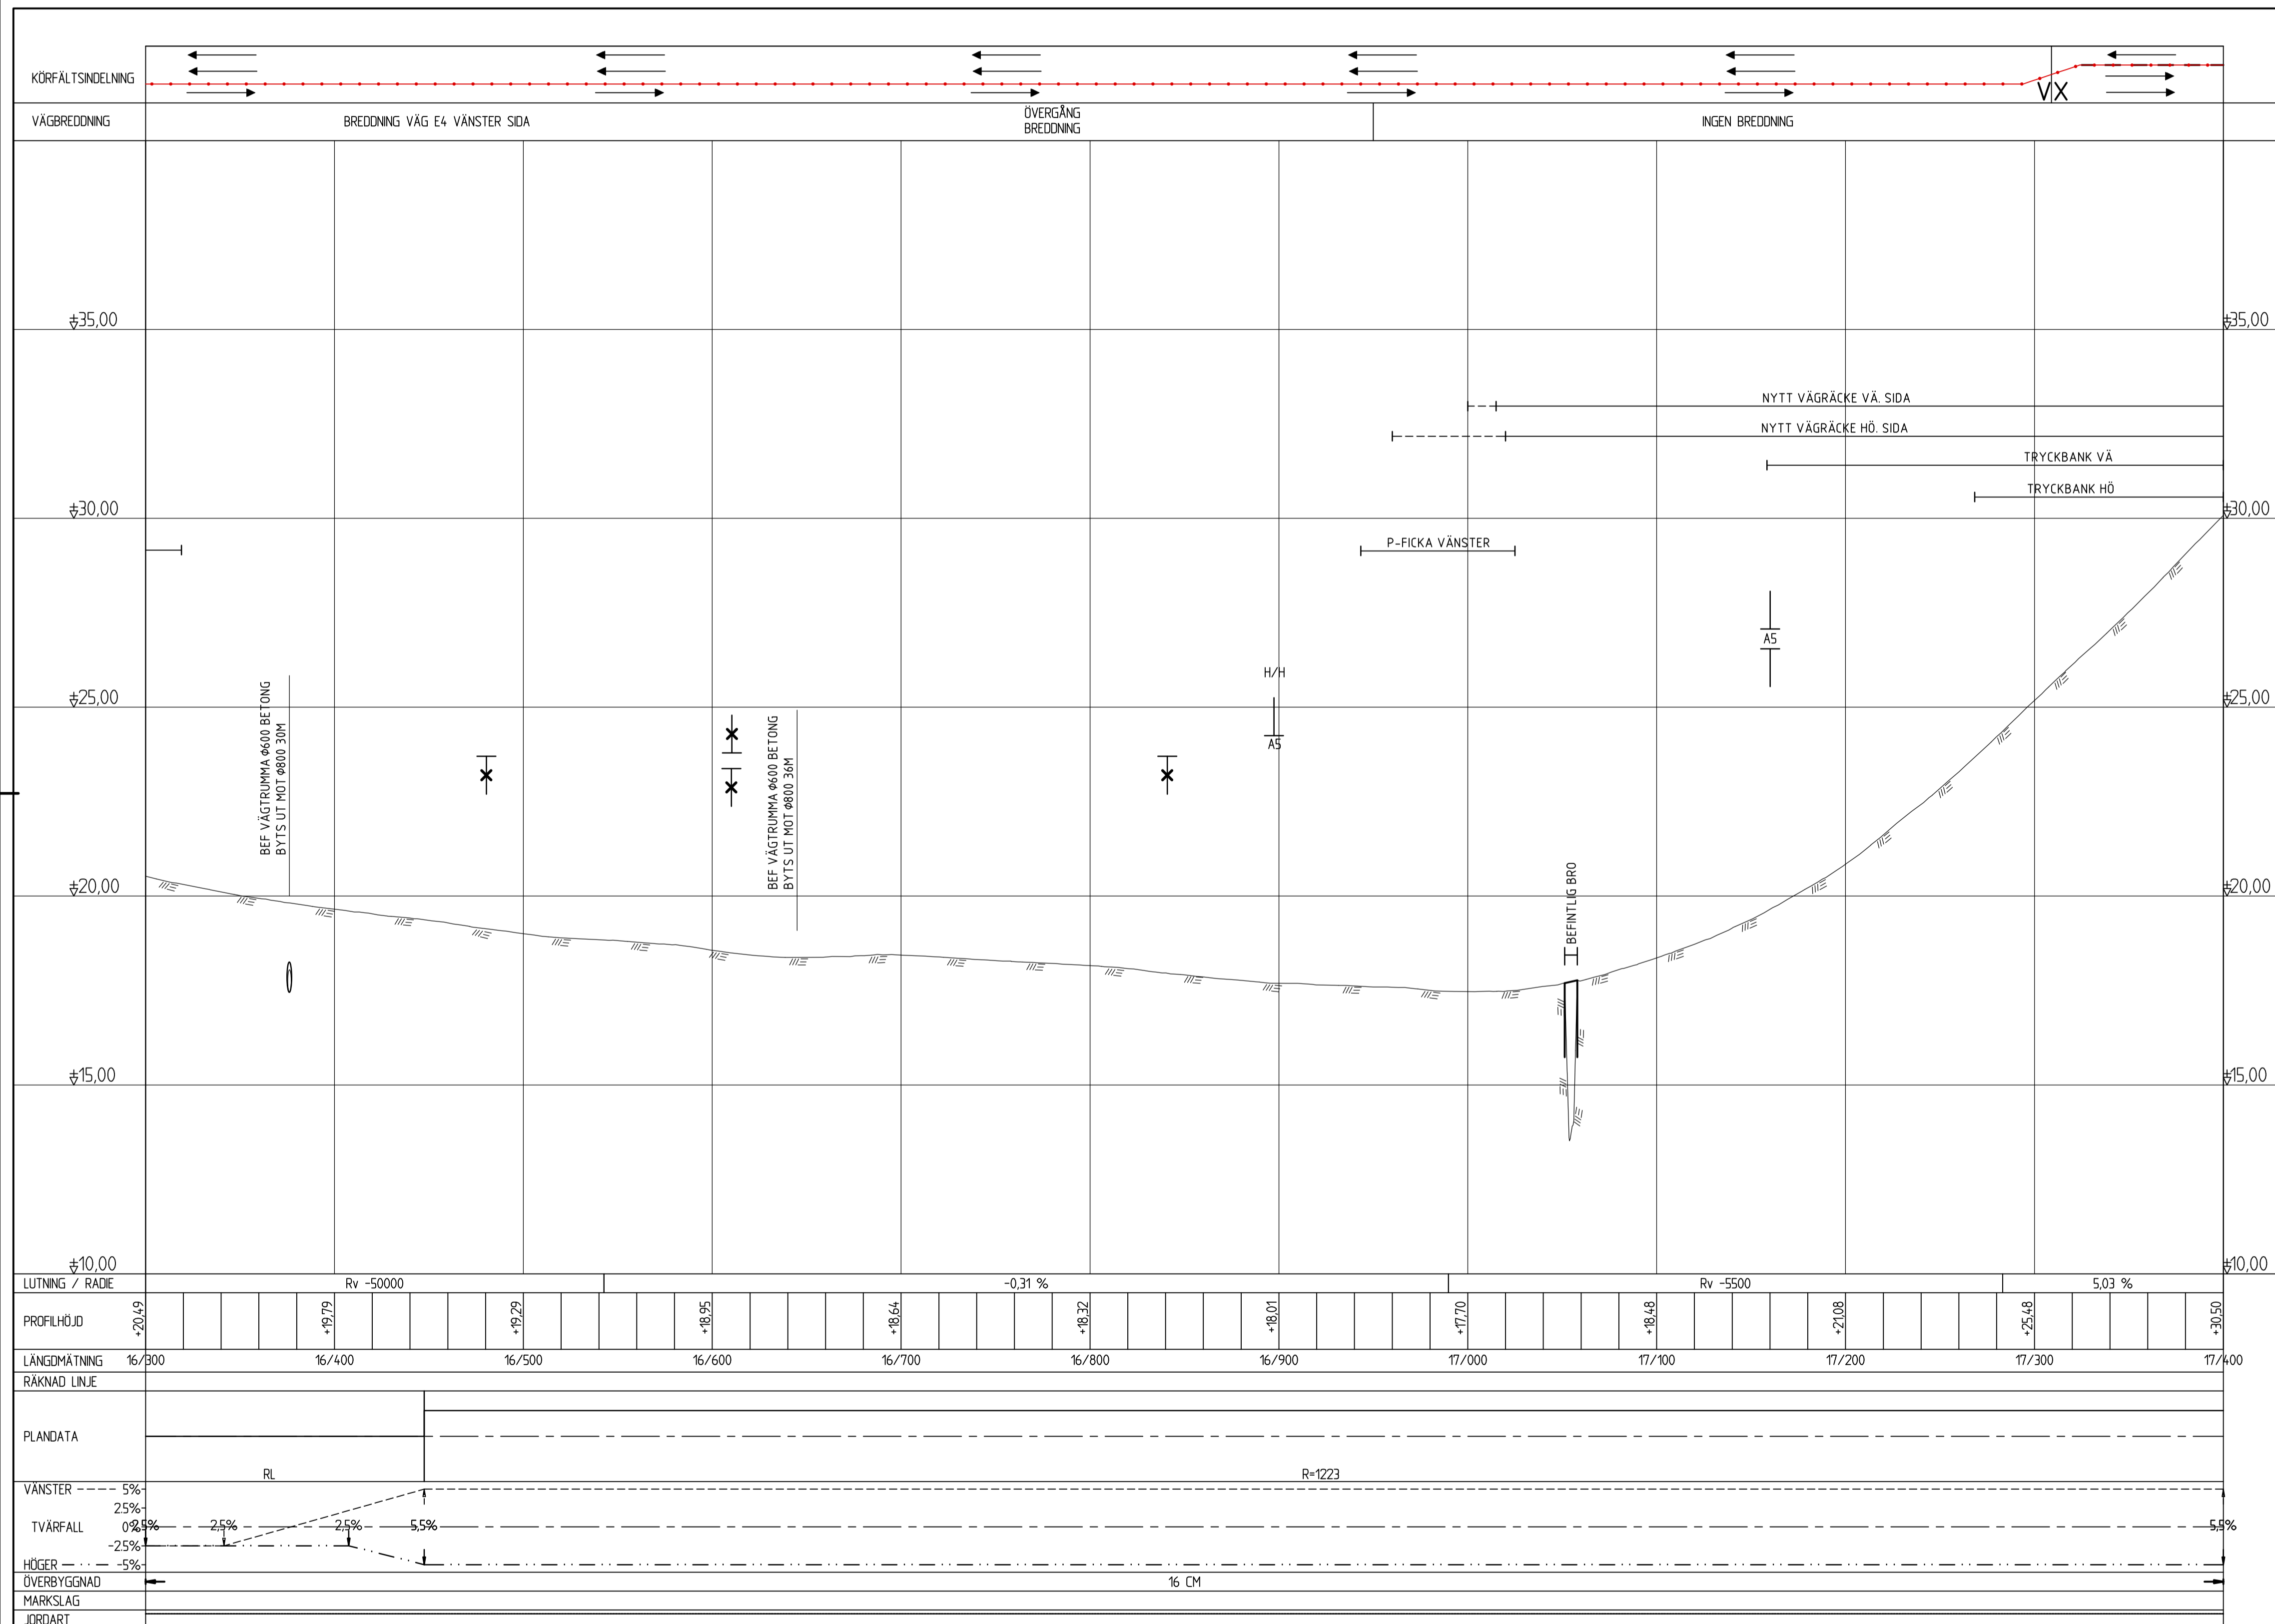 KÖRFÄLTSINDELNING
V X
VÄGBREDDNING
BREDDNING VÄG E4 VÄNSTER SIDA
ÖVERGÅNG
BREDDNING
INGEN BREDDNING
±35,00
±35,00
NYTT VÄGRÄCKE VÄ. SIDA
NYTT VÄGRÄCKE HÖ. SIDA
TRYCKBANK VÄ
TRYCKBANK HÖ
±30,00
±30,00
P-FICKA VÄNSTER
A5
H/H
A5
±25,00
±25,00
BEF VÄGTRUMMA Φ600 BETONG
BYTS UT MOT Φ800 30M
BEF VÄGTRUMMA Φ600 BETONG
BYTS UT MOT Φ800 36M
BEFINTLIG BRO
±20,00
±20,00
±15,00
±15,00
±10,00
±10,00
LUTNING / RADIE
Rv -50000
-0,31 %
Rv -5500
5,03 %
PROFILHÖJD
+20,49
+19,79
+19,29
+18,95
+18,64
+18,32
+18,01
+17,70
+18,48
+21,08
+25,48
+30,50
LÄNGDMÄTNING
16/300
16/400
16/500
16/600
16/700
16/800
16/900
17/000
17/100
17/200
17/300
17/400
RÄKNAD LINJE
PLANDATA
RL
R=1223
VÄNSTER
5%
2.5%
TVÄRFALL
0%
2,5%
2,5%
2,5%
5,5%
5,5%
-2.5%
HÖGER
-5%
ÖVERBYGGNAD
16 CM
MARKSLAG
JORDART